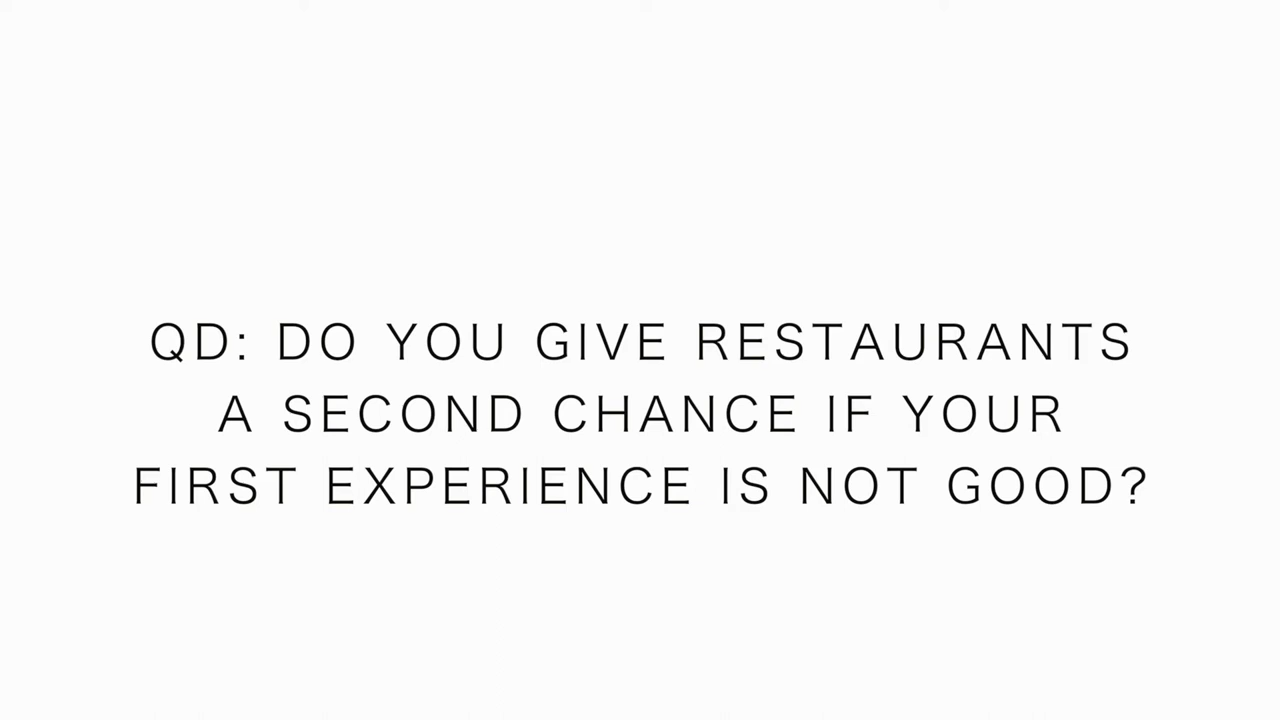 QD: DO YOU GIVE RESTAURANTS
A SECOND CHANCE IF YOUR
FIRST EXPERIENCE IS NOT GOOD?